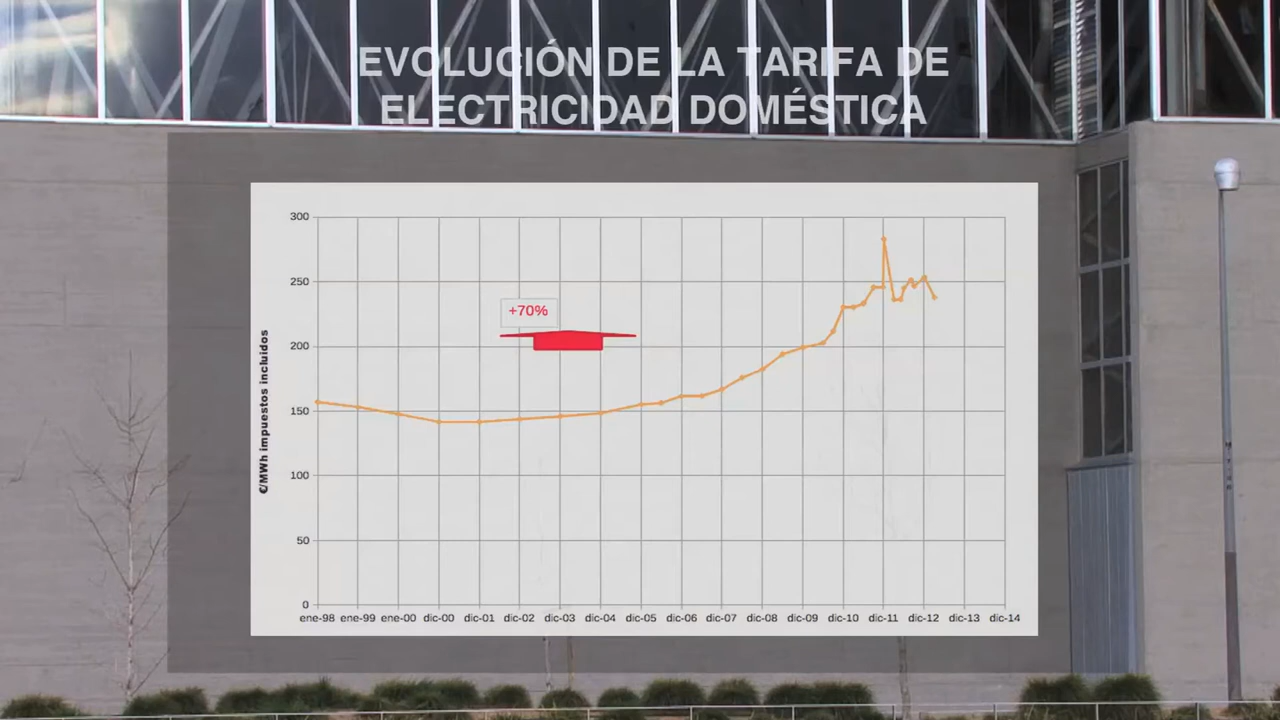 EVOLUCIÓN DE LA TARIFA DE
ELECTRICIDAD DOMÉSTICA
300
250
200
150
100
50
0
€/MWh impuestos incluidos
+70%
ene-98 ene-99 ene-00 dic-00 dic-01 dic-02 dic-03 dic-04 dic-05 dic-06 dic-07 dic-08 dic-09 dic-10 dic-11 dic-12 dic-13 dic-14